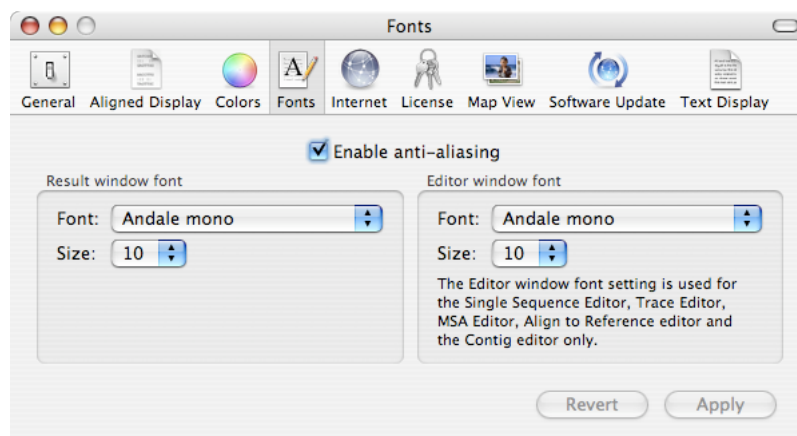 Fonts
General Aligned Display Colors Fonts Internet License Map View Software Update Text Display
Enable anti-aliasing
Result window font
Font: Andale mono
Size: 10
Editor window font
Font: Andale mono
Size: 10
The Editor window font setting is used for
the Single Sequence Editor, Trace Editor,
MSA Editor, Align to Reference editor and
the Contig editor only.
Revert Apply